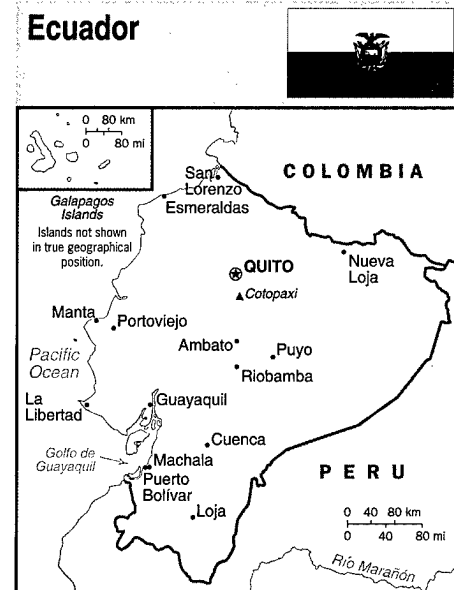 Ecuador
0 80 km
0 80 mi
Galapagos
Islands
Islands not shown
in true geographical
position.
San
Lorenzo
Esmeraldas
COLOMBIA
QUITO
Cotopaxi
Nueva
Loja
Manta
Portoviejo
Pacific
Ocean
Ambato
Puyo
Riobamba
La
Libertad
Guayaquil
Golfo de
Guayaquil
Cuenca
Machala
Puerto
Bolívar
PERU
Loja
0 40 80 km
0 40 80 mi
Río Marañón